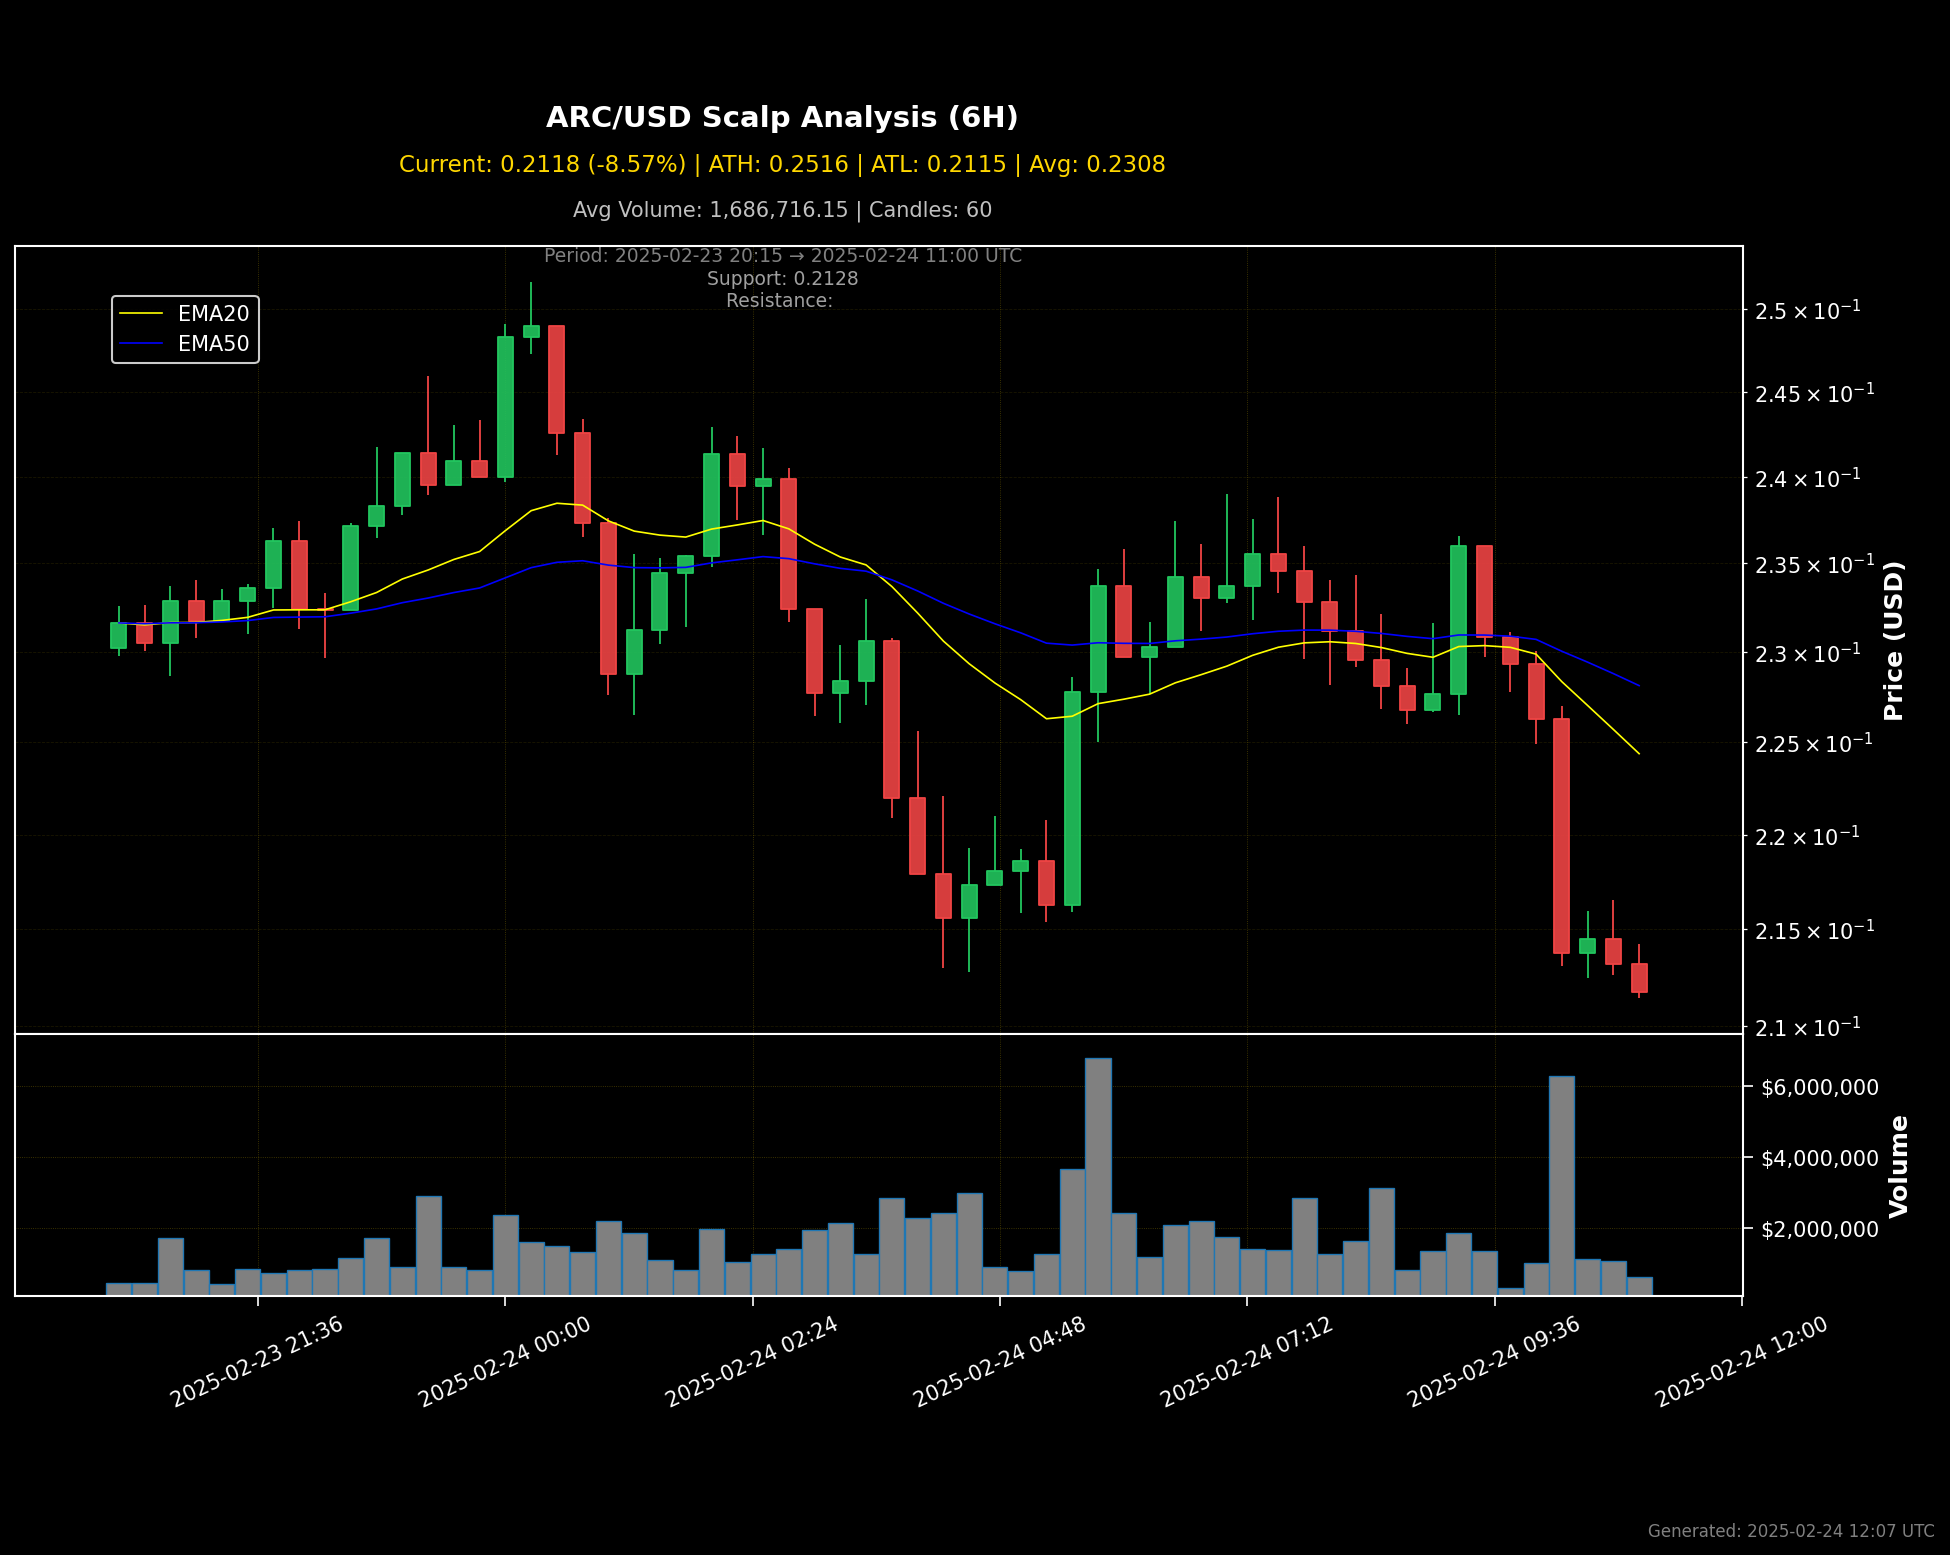 ARC/USD Scalp Analysis (6H)
Current: 0.2118 (-8.57%) | ATH: 0.2516 | ATL: 0.2115 | Avg: 0.2308
Avg Volume: 1,686,716.15 | Candles: 60
Period: 2025-02-23 20:15 → 2025-02-24 11:00 UTC
Support: 0.2128
Resistance:
EMA20
EMA50
2.5 × 10⁻¹
2.45 × 10⁻¹
2.4 × 10⁻¹
2.35 × 10⁻¹
2.3 × 10⁻¹
2.25 × 10⁻¹
2.2 × 10⁻¹
2.15 × 10⁻¹
2.1 × 10⁻¹
Price (USD)
$6,000,000
$4,000,000
$2,000,000
Volume
2025-02-23 21:36
2025-02-24 00:00
2025-02-24 02:24
2025-02-24 04:48
2025-02-24 07:12
2025-02-24 09:36
2025-02-24 12:00
Generated: 2025-02-24 12:07 UTC